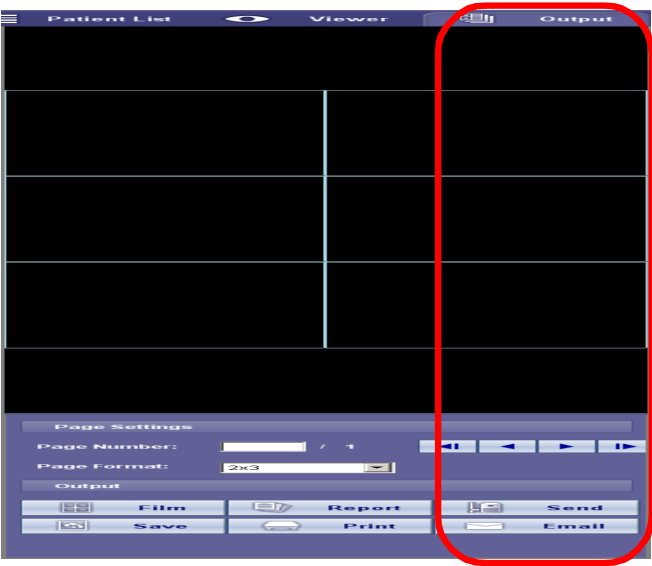 Patient List Viewer Output
Page Settings
Page Number: / 1
Page Format: 2x3
Output
Film Report Send
Save Print Email